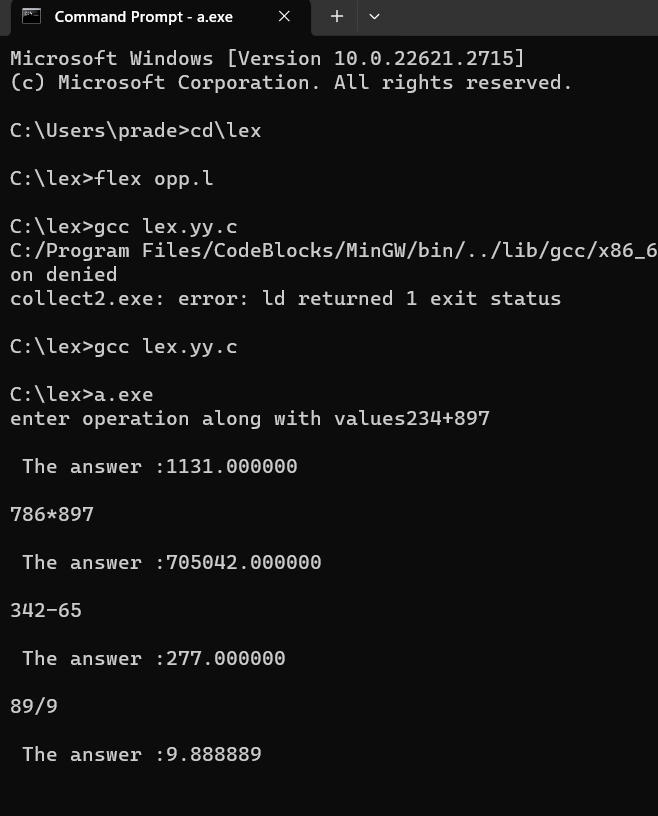 Command Prompt - a.exe
Microsoft Windows [Version 10.0.22621.2715]
(c) Microsoft Corporation. All rights reserved.
C:\Users\prade>cd\lex
C:\lex>flex opp.l
C:\lex>gcc lex.yy.c
C:/Program Files/CodeBlocks/MinGW/bin/../lib/gcc/x86_6
on denied
collect2.exe: error: ld returned 1 exit status
C:\lex>gcc lex.yy.c
C:\lex>a.exe
enter operation along with values234+897
The answer :1131.000000
786*897
The answer :705042.000000
342-65
The answer :277.000000
89/9
The answer :9.888889